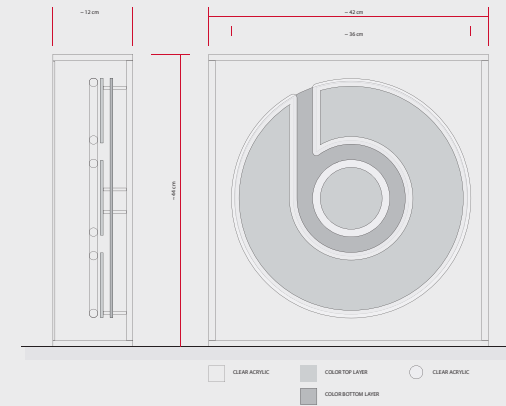 ~ 12 cm
~ 42 cm
~ 36 cm
~ 44 cm
CLEAR ACRYLIC
COLOR TOP LAYER
CLEAR ACRYLIC
COLOR BOTTOM LAYER